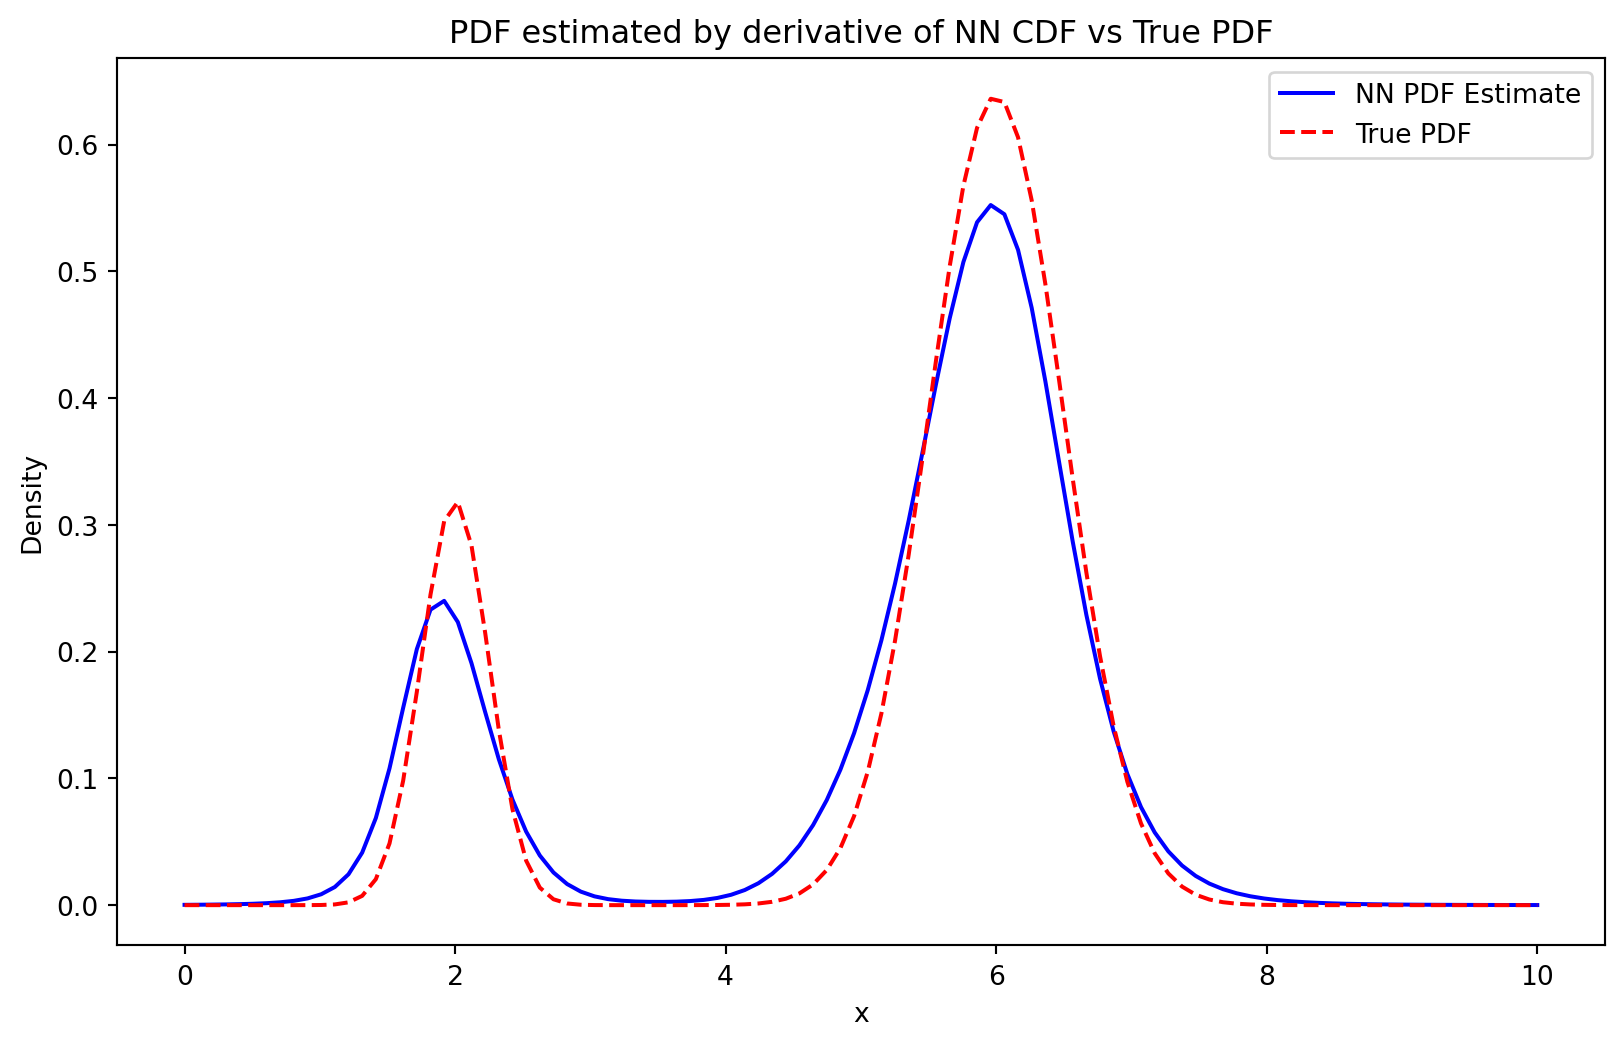 PDF estimated by derivative of NN CDF vs True PDF
NN PDF Estimate
True PDF
Density
0.6
0.5
0.4
0.3
0.2
0.1
0.0
0 2 4 6 8 10
x